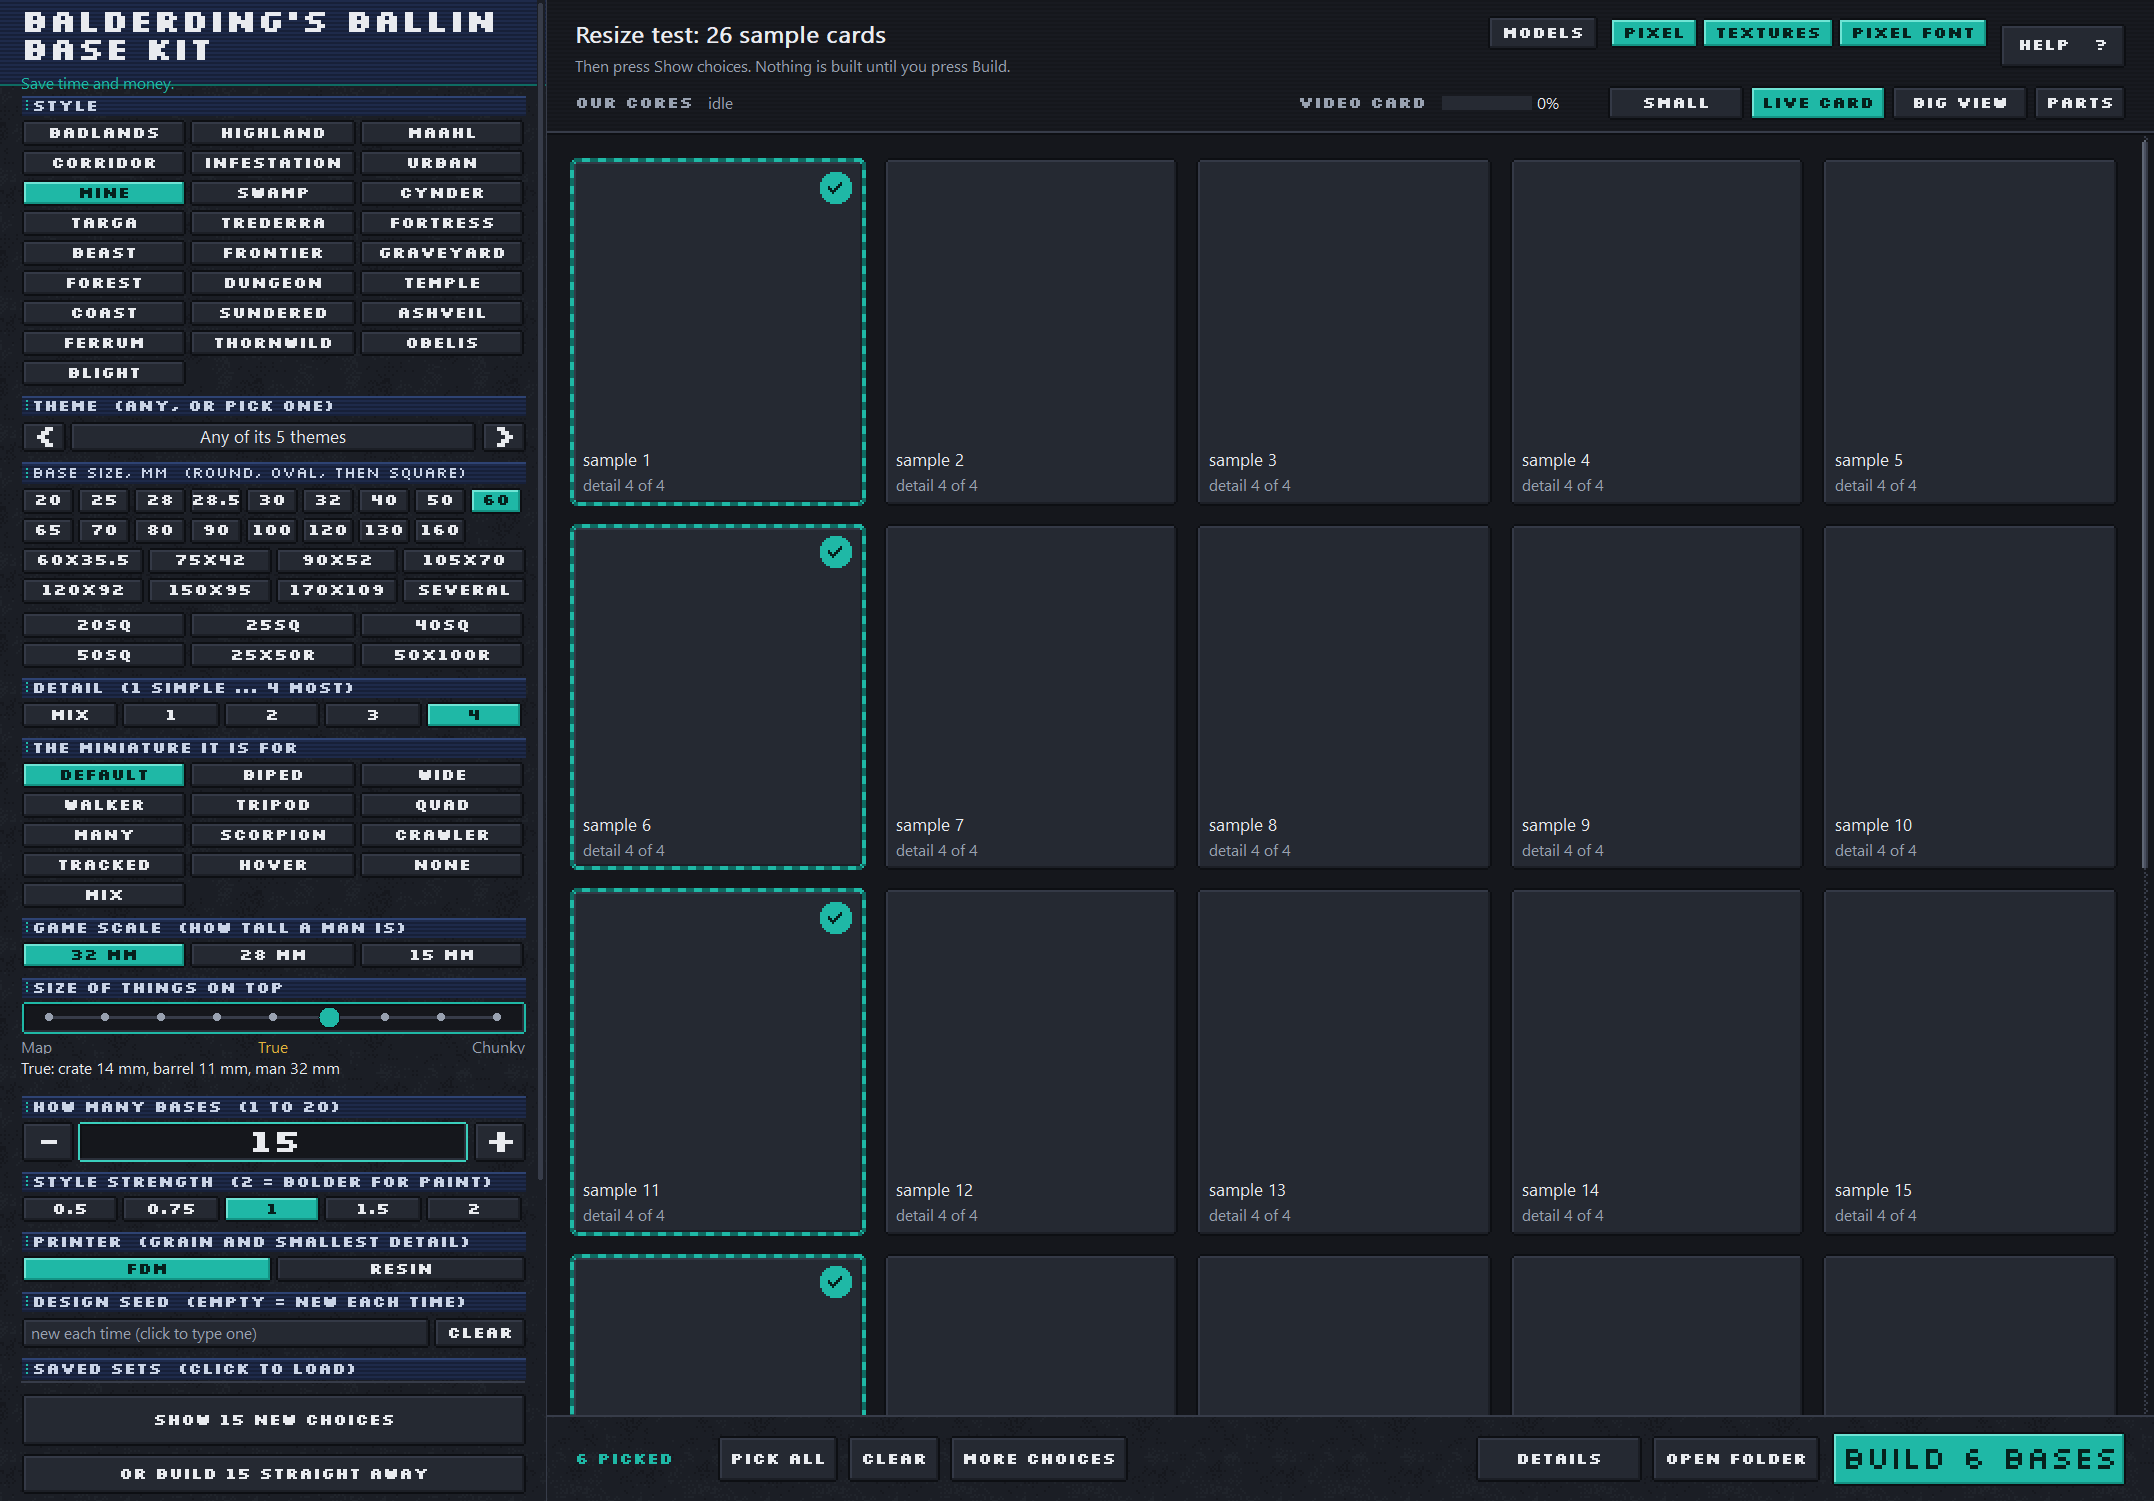 BALDERDING'S BALLIN
BASE KIT
Save time and money.
STYLE
BADLANDS HIGHLAND MAAHL
CORRIDOR INFESTATION URBAN
MINE SWAMP CYNDER
TARGA TREDERRA FORTRESS
BEAST FRONTIER GRAVEYARD
FOREST DUNGEON TEMPLE
COAST SUNDERED ASHVEIL
FERRUM THORNWILD OBELIS
BLIGHT
THEME (ANY, OR PICK ONE)
< Any of its 5 themes >
BASE SIZE, MM (ROUND, OVAL, THEN SQUARE)
20 25 28 28.5 30 32 40 50 60
65 70 80 90 100 120 130 160
60X35.5 75X42 90X52 105X70
120X92 150X95 170X109 SEVERAL
20SQ 25SQ 40SQ
50SQ 25X50R 50X100R
DETAIL (1 SIMPLE ... 4 MOST)
MIX 1 2 3 4
THE MINIATURE IT IS FOR
DEFAULT BIPED WIDE
WALKER TRIPOD QUAD
MANY SCORPION CRAWLER
TRACKED HOVER NONE
MIX
GAME SCALE (HOW TALL A MAN IS)
32 MM 28 MM 15 MM
SIZE OF THINGS ON TOP
Map True Chunky
True: crate 14 mm, barrel 11 mm, man 32 mm
HOW MANY BASES (1 TO 20)
- 15 +
STYLE STRENGTH (2 = BOLDER FOR PAINT)
0.5 0.75 1 1.5 2
PRINTER (GRAIN AND SMALLEST DETAIL)
FDM RESIN
DESIGN SEED (EMPTY = NEW EACH TIME)
new each time (click to type one) CLEAR
SAVED SETS (CLICK TO LOAD)
SHOW 15 NEW CHOICES
OR BUILD 15 STRAIGHT AWAY
Resize test: 26 sample cards
Then press Show choices. Nothing is built until you press Build.
MODELS PIXEL TEXTURES PIXEL FONT HELP ?
OUR CORES idle VIDEO CARD 0% SMALL LIVE CARD BIG VIEW PARTS
sample 1 sample 2 sample 3 sample 4 sample 5
detail 4 of 4 detail 4 of 4 detail 4 of 4 detail 4 of 4 detail 4 of 4
sample 6 sample 7 sample 8 sample 9 sample 10
detail 4 of 4 detail 4 of 4 detail 4 of 4 detail 4 of 4 detail 4 of 4
sample 11 sample 12 sample 13 sample 14 sample 15
detail 4 of 4 detail 4 of 4 detail 4 of 4 detail 4 of 4 detail 4 of 4
6 PICKED PICK ALL CLEAR MORE CHOICES DETAILS OPEN FOLDER BUILD 6 BASES